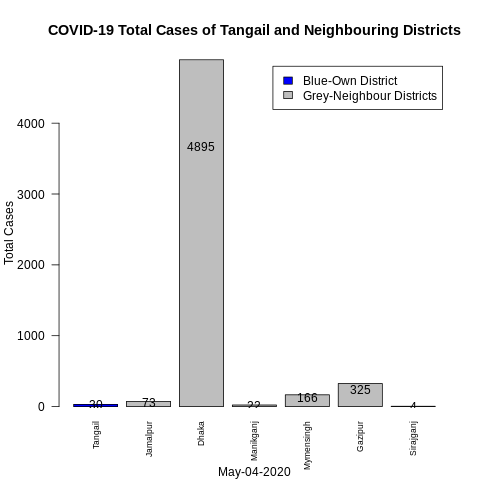 COVID-19 Total Cases of Tangail and Neighbouring Districts
Blue-Own District
Grey-Neighbour Districts
Total Cases
4000
3000
2000
1000
0
73
4895
166
325
4
Tangail
Jamalpur
Dhaka
Manikganj
Mymensingh
Gazipur
Sirajganj
May-04-2020